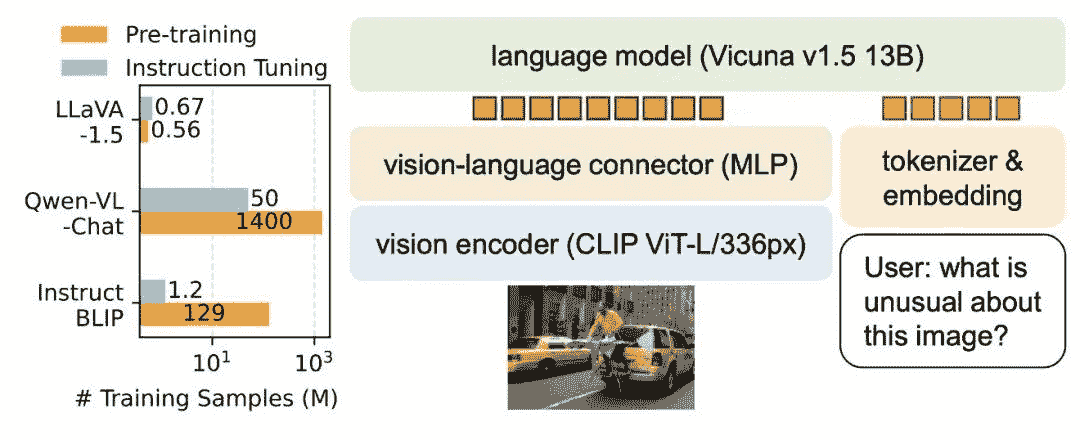 Pre-training
Instruction Tuning
LLaVA
-1.5
0.67
0.56
Qwen-VL
-Chat
50
1400
Instruct
BLIP
1.2
129
10¹
10³
# Training Samples (M)
language model (Vicuna v1.5 13B)
vision-language connector (MLP)
tokenizer &
embedding
vision encoder (CLIP ViT-L/336px)
User: what is
unusual about
this image?